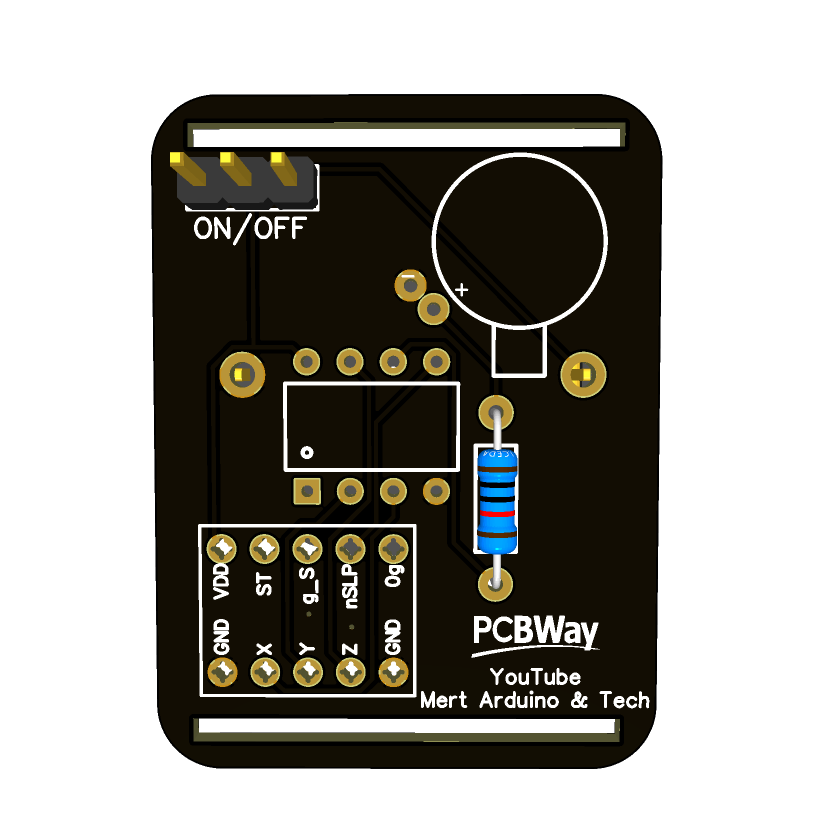 ON/OFF
− +
VDD ST g_S nSLP 0g
GND X Y Z GND
PCBWay
YouTube
Mert Arduino & Tech